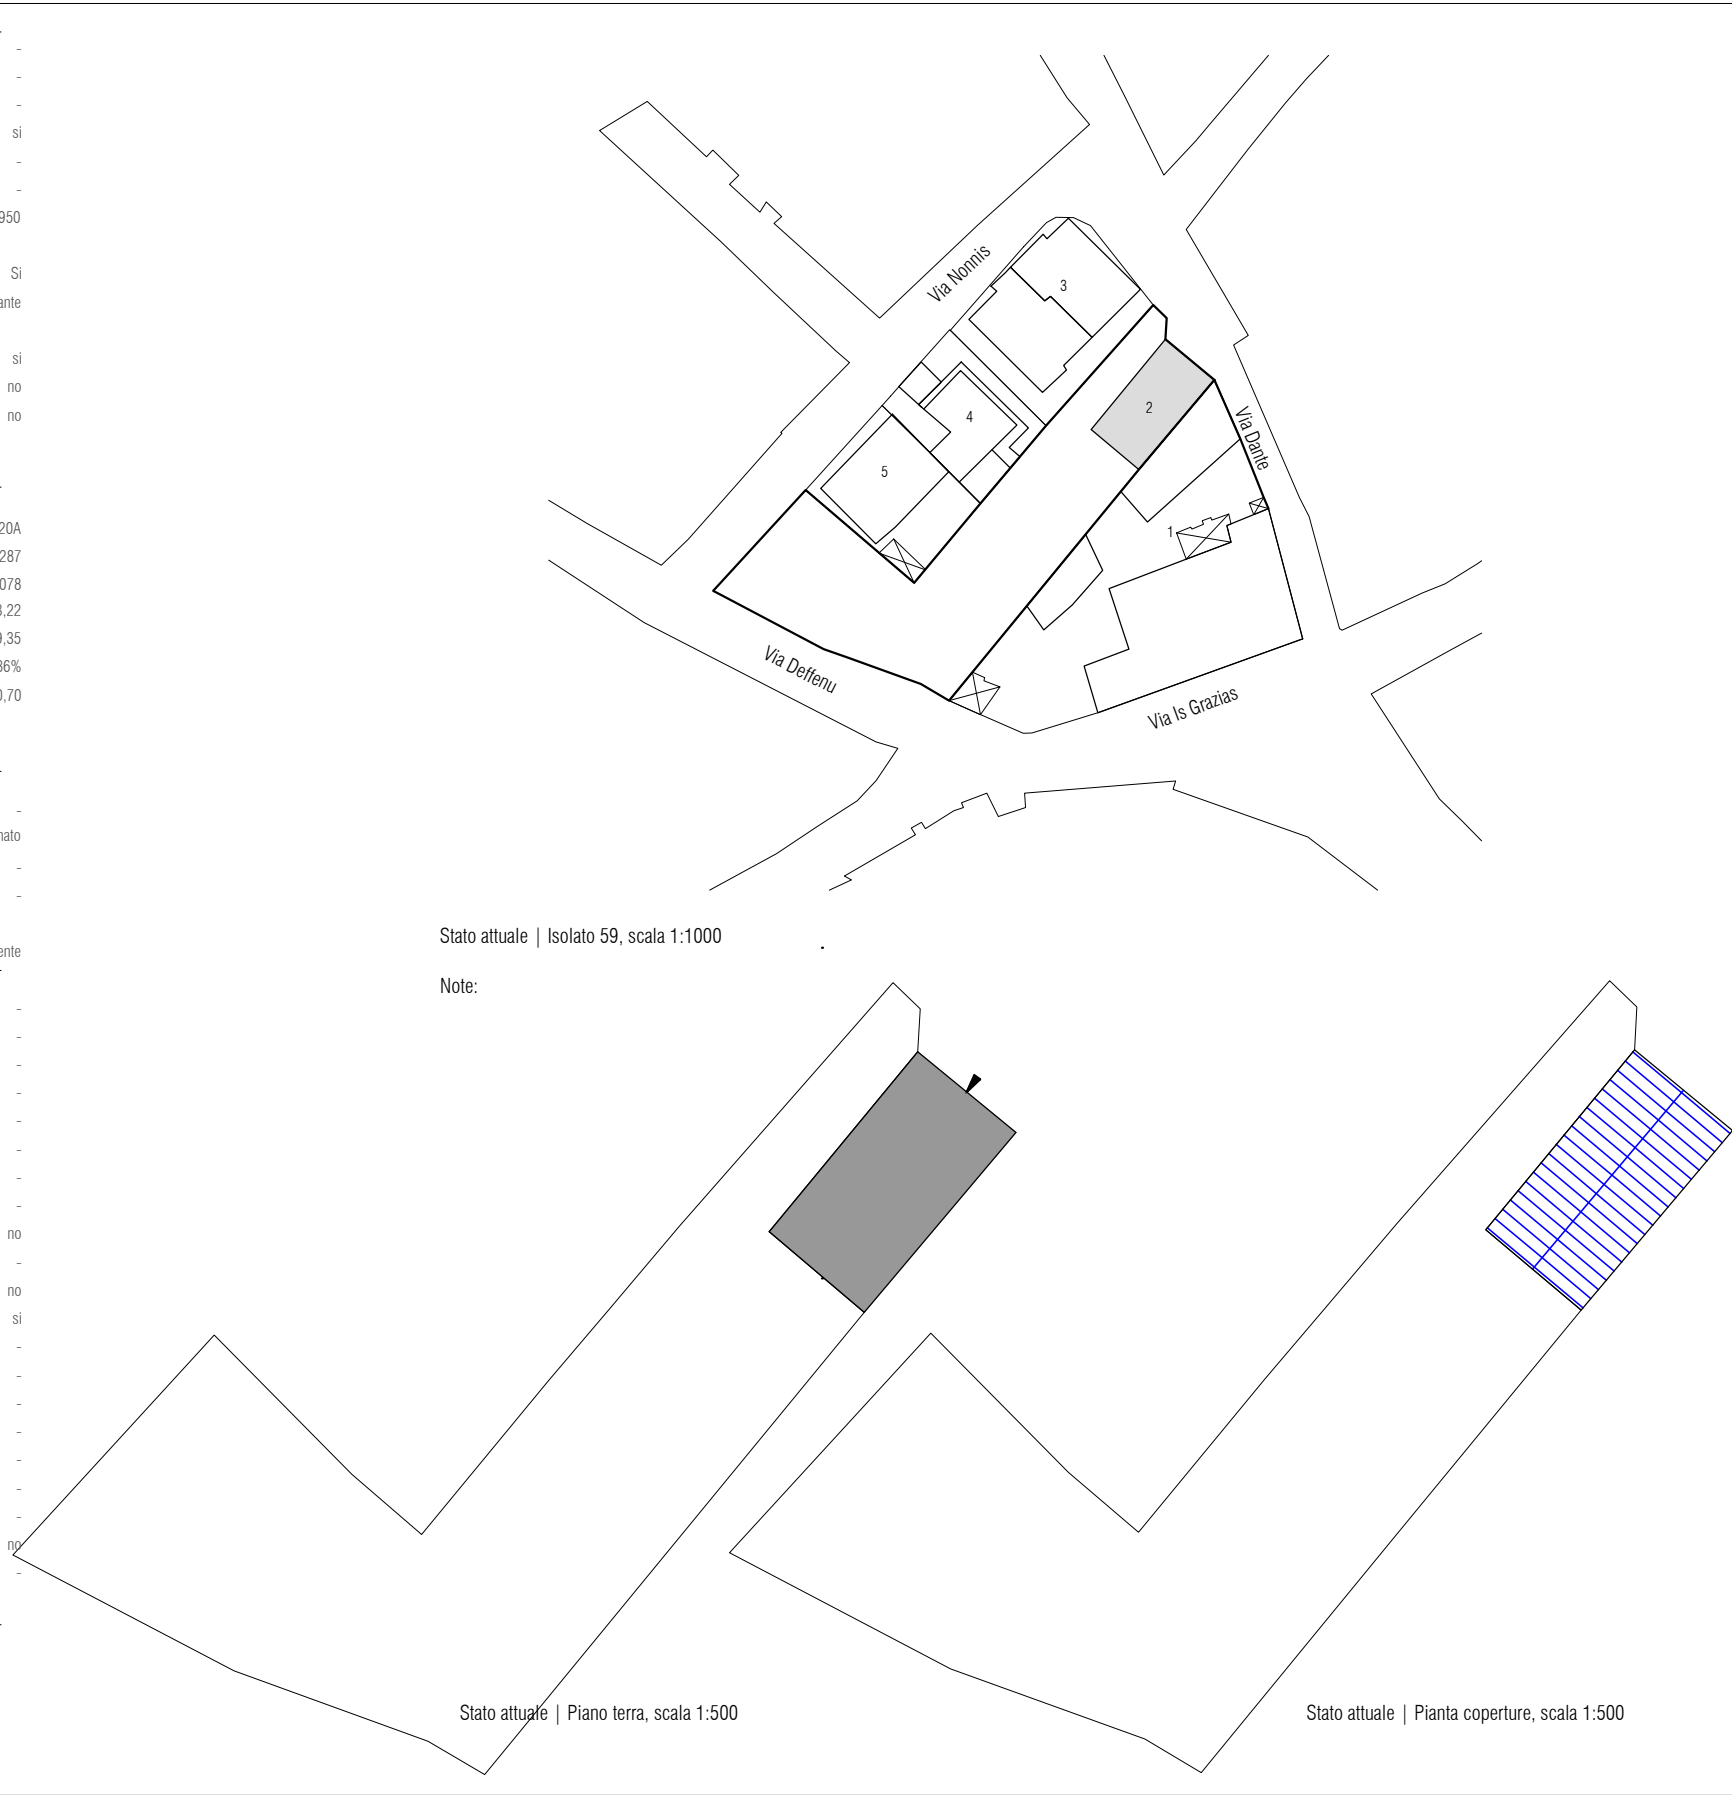 -
-
-
si
-
-
950
Si
ante
si
no
no
20A
287
078
3,22
9,35
36%
0,70
-
nato
-
-
ente
-
-
-
-
-
-
-
-
no
-
no
si
-
-
-
-
-
-
-
no
-
Via Nonnis
3
2
4
5
Via Dante
1
Via Deffenu
Via Is Grazias
Stato attuale | Isolato 59, scala 1:1000
Note:
Stato attuale | Piano terra, scala 1:500
Stato attuale | Pianta coperture, scala 1:500